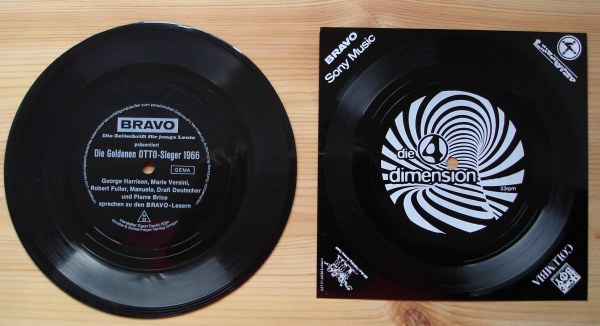 BRAVO
Die Zeitschrift für junge Leute
präsentiert
Die Goldenen OTTO-Sieger 1966
GEMA
George Harrison, Marie Versini,
Robert Fuller, Manuela, Drafi Deutscher
und Pierre Brice
sprechen zu den BRAVO-Lesern
BRAVO
Sony Music
die 4
dimension
33rpm
COLUMBIA